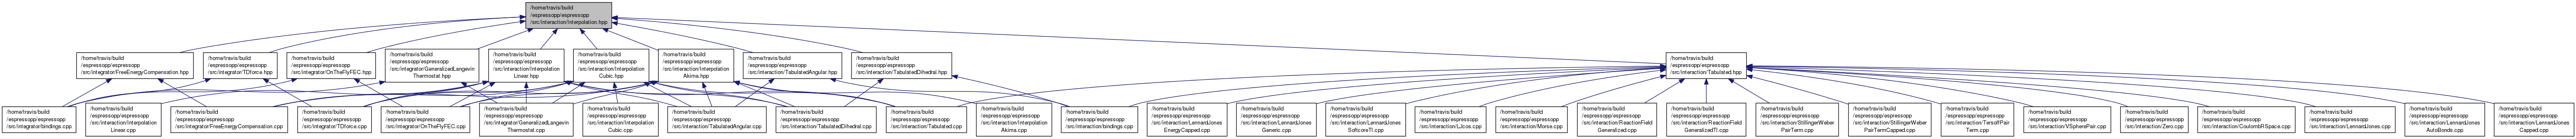 /home/travis/build
/espressopp/espressopp
/src/interaction/Interpolation.hpp
/home/travis/build
/espressopp/espressopp
/src/integrator/FreeEnergyCompensation.hpp
/home/travis/build
/espressopp/espressopp
/src/integrator/TDforce.hpp
/home/travis/build
/espressopp/espressopp
/src/integrator/OnTheFlyFEC.hpp
/home/travis/build
/espressopp/espressopp
/src/integrator/GeneralizedLangevin
Thermostat.hpp
/home/travis/build
/espressopp/espressopp
/src/interaction/Interpolation
Linear.hpp
/home/travis/build
/espressopp/espressopp
/src/interaction/Interpolation
Cubic.hpp
/home/travis/build
/espressopp/espressopp
/src/interaction/Interpolation
Akima.hpp
/home/travis/build
/espressopp/espressopp
/src/interaction/TabulatedAngular.hpp
/home/travis/build
/espressopp/espressopp
/src/interaction/TabulatedDihedral.hpp
/home/travis/build
/espressopp/espressopp
/src/interaction/Tabulated.hpp
/home/travis/build
/espressopp/espressopp
/src/integrator/bindings.cpp
/home/travis/build
/espressopp/espressopp
/src/interaction/Interpolation
Linear.cpp
/home/travis/build
/espressopp/espressopp
/src/integrator/FreeEnergyCompensation.cpp
/home/travis/build
/espressopp/espressopp
/src/integrator/TDforce.cpp
/home/travis/build
/espressopp/espressopp
/src/integrator/OnTheFlyFEC.cpp
/home/travis/build
/espressopp/espressopp
/src/integrator/GeneralizedLangevin
Thermostat.cpp
/home/travis/build
/espressopp/espressopp
/src/interaction/Interpolation
Cubic.cpp
/home/travis/build
/espressopp/espressopp
/src/interaction/TabulatedAngular.cpp
/home/travis/build
/espressopp/espressopp
/src/interaction/TabulatedDihedral.cpp
/home/travis/build
/espressopp/espressopp
/src/interaction/Tabulated.cpp
/home/travis/build
/espressopp/espressopp
/src/interaction/Interpolation
Akima.cpp
/home/travis/build
/espressopp/espressopp
/src/interaction/bindings.cpp
/home/travis/build
/espressopp/espressopp
/src/interaction/LennardJones
EnergyCapped.cpp
/home/travis/build
/espressopp/espressopp
/src/interaction/LennardJones
Generic.cpp
/home/travis/build
/espressopp/espressopp
/src/interaction/LennardJones
SoftcoreTI.cpp
/home/travis/build
/espressopp/espressopp
/src/interaction/LJcos.cpp
/home/travis/build
/espressopp/espressopp
/src/interaction/Morse.cpp
/home/travis/build
/espressopp/espressopp
/src/interaction/ReactionField
Generalized.cpp
/home/travis/build
/espressopp/espressopp
/src/interaction/ReactionField
GeneralizedTI.cpp
/home/travis/build
/espressopp/espressopp
/src/interaction/StillingerWeber
PairTerm.cpp
/home/travis/build
/espressopp/espressopp
/src/interaction/StillingerWeber
PairTermCapped.cpp
/home/travis/build
/espressopp/espressopp
/src/interaction/TersoffPair
Term.cpp
/home/travis/build
/espressopp/espressopp
/src/interaction/VSpherePair.cpp
/home/travis/build
/espressopp/espressopp
/src/interaction/Zero.cpp
/home/travis/build
/espressopp/espressopp
/src/interaction/CoulombRSpace.cpp
/home/travis/build
/espressopp/espressopp
/src/interaction/LennardJones.cpp
/home/travis/build
/espressopp/espressopp
/src/interaction/LennardJones
AutoBonds.cpp
/home/travis/build
/espressopp/espressopp
/src/interaction/LennardJones
Capped.cpp